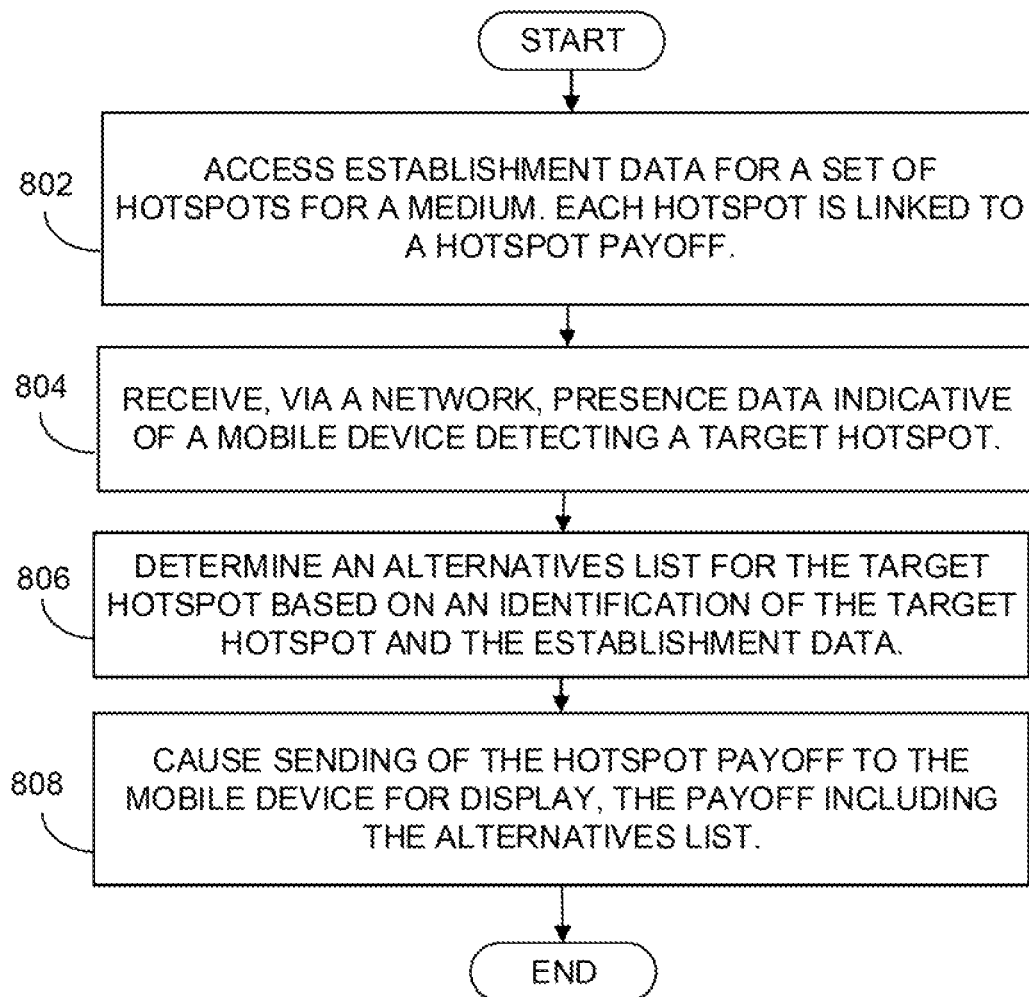 START
802
ACCESS ESTABLISHMENT DATA FOR A SET OF
HOTSPOTS FOR A MEDIUM. EACH HOTSPOT IS LINKED TO
A HOTSPOT PAYOFF.
804
RECEIVE, VIA A NETWORK, PRESENCE DATA INDICATIVE
OF A MOBILE DEVICE DETECTING A TARGET HOTSPOT.
806
DETERMINE AN ALTERNATIVES LIST FOR THE TARGET
HOTSPOT BASED ON AN IDENTIFICATION OF THE TARGET
HOTSPOT AND THE ESTABLISHMENT DATA.
808
CAUSE SENDING OF THE HOTSPOT PAYOFF TO THE
MOBILE DEVICE FOR DISPLAY, THE PAYOFF INCLUDING
THE ALTERNATIVES LIST.
END